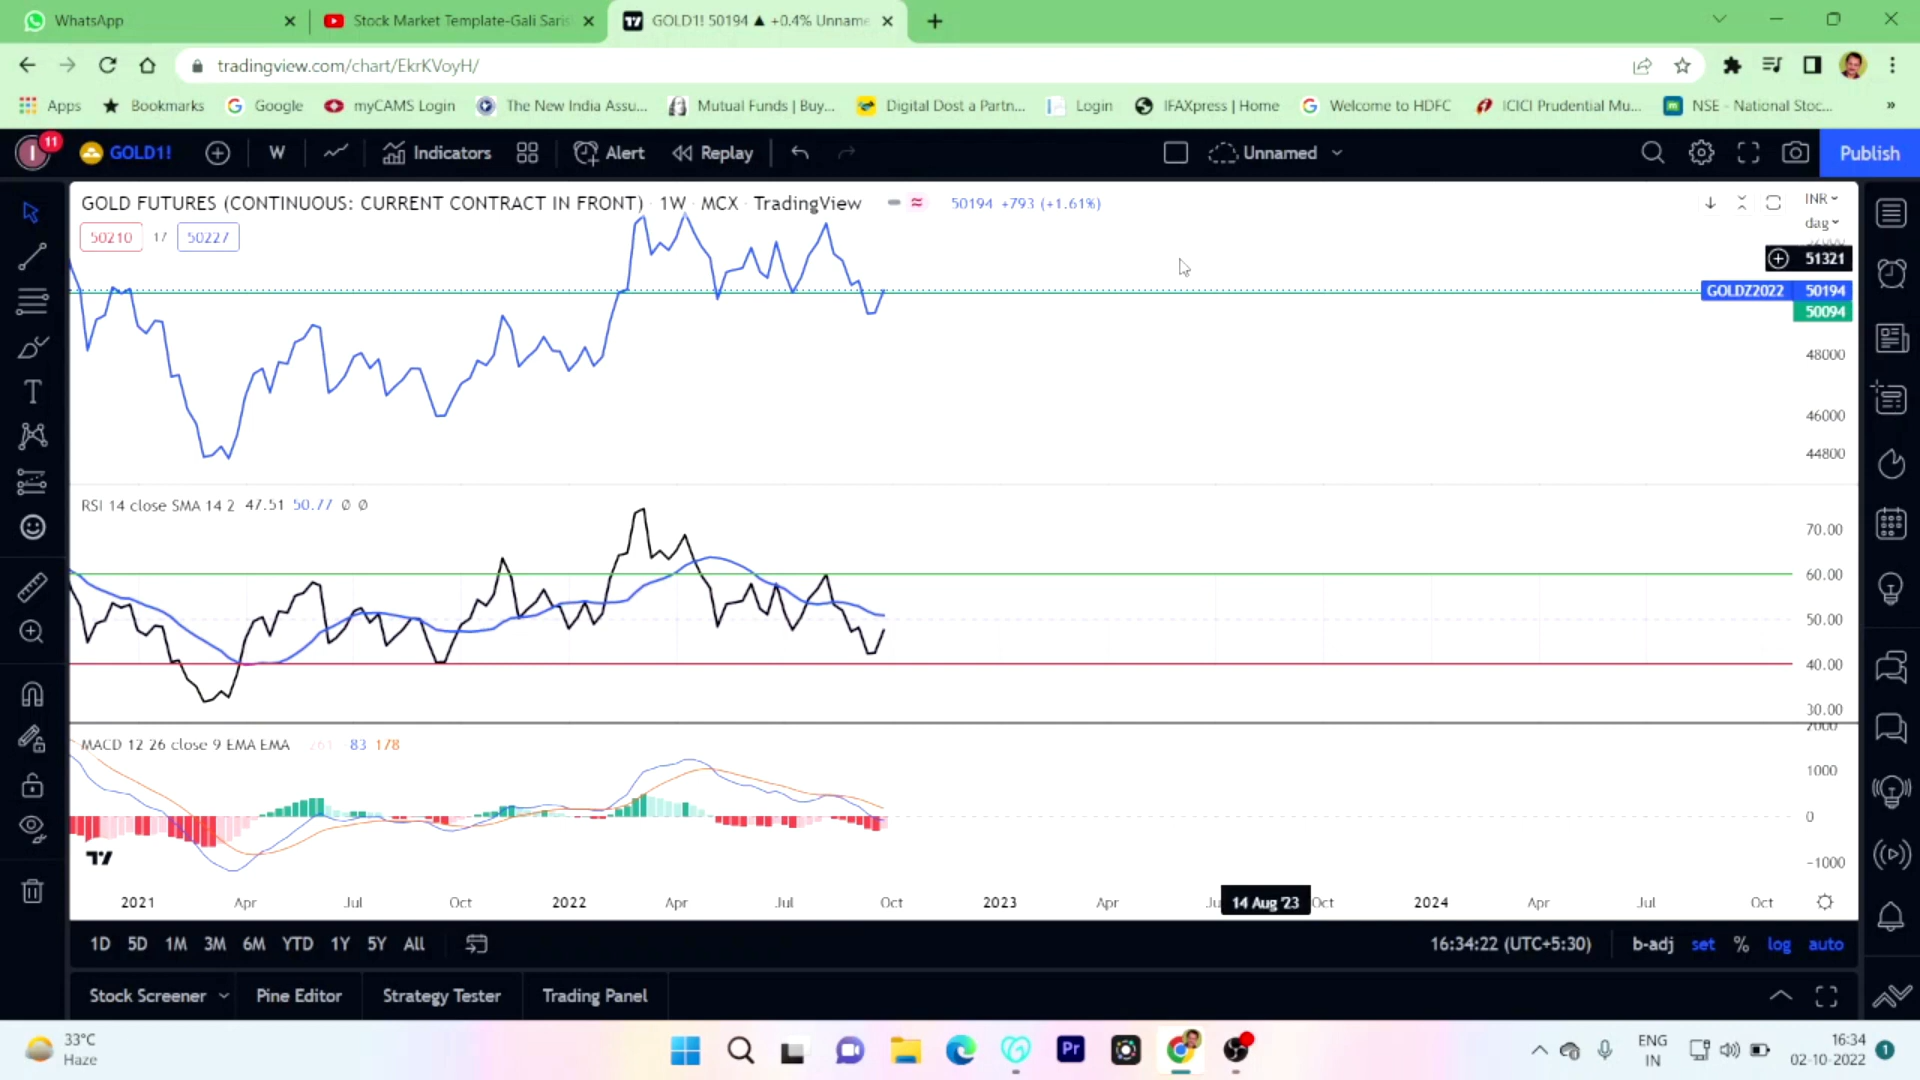 WhatsApp
Stock Market Template-Gali Saris
GOLD1! 50194 ▲ +0.4% Unname
tradingview.com/chart/EkrKVoyH/
Apps
Bookmarks
Google
myCAMS Login
The New India Assu...
Mutual Funds | Buy...
Digital Dost a Partn...
Login
IFAXpress | Home
Welcome to HDFC
ICICI Prudential Mu...
NSE - National Stoc...
»
I
11
GOLD1!
W
Indicators
Alert
Replay
Unnamed
Publish
GOLD FUTURES (CONTINUOUS: CURRENT CONTRACT IN FRONT) · 1W · MCX · TradingView
50194 +793 (+1.61%)
INR
dag
50210
17
50227
51321
GOLDZ2022 50194
50094
48000
46000
44800
RSI 14 close SMA 14 2 47.51 50.77 Ø Ø
70.00
60.00
50.00
40.00
30.00
2000
MACD 12 26 close 9 EMA EMA 261 83 178
1000
0
−1000
2021
Apr
Jul
Oct
2022
Apr
Jul
Oct
2023
Apr
Ju
14 Aug '23
Oct
2024
Apr
Jul
Oct
1D 5D 1M 3M 6M YTD 1Y 5Y All
16:34:22 (UTC+5:30)
b-adj set % log auto
Stock Screener
Pine Editor
Strategy Tester
Trading Panel
33°C
Haze
Pr
ENG
IN
16:34
02-10-2022
1